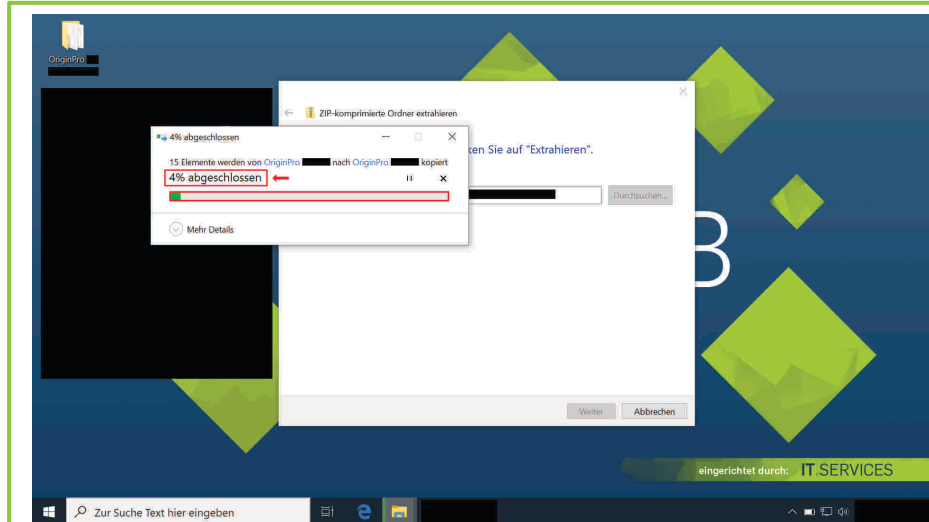 OriginPro
ZIP-komprimierte Ordner extrahieren
4% abgeschlossen
ken Sie auf "Extrahieren".
15 Elemente werden von OriginPro nach OriginPro kopiert
4% abgeschlossen
Durchsuchen...
Mehr Details
B
Weiter Abbrechen
eingerichtet durch: IT.SERVICES
Zur Suche Text hier eingeben